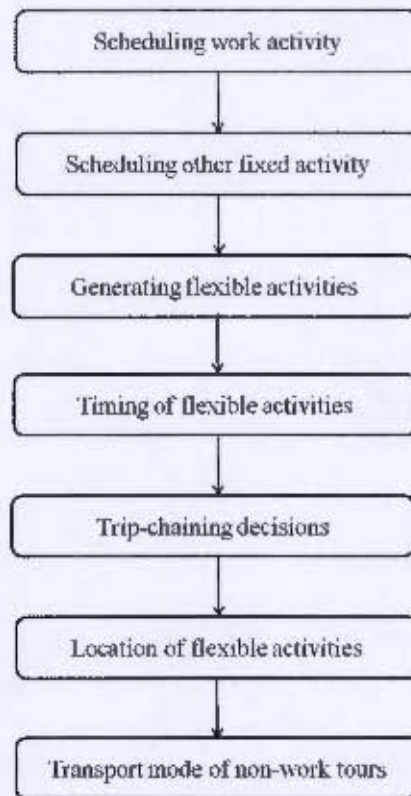 Scheduling work activity
Scheduling other fixed activity
Generating flexible activities
Timing of flexible activities
Trip-chaining decisions
Location of flexible activities
Transport mode of non-work tours